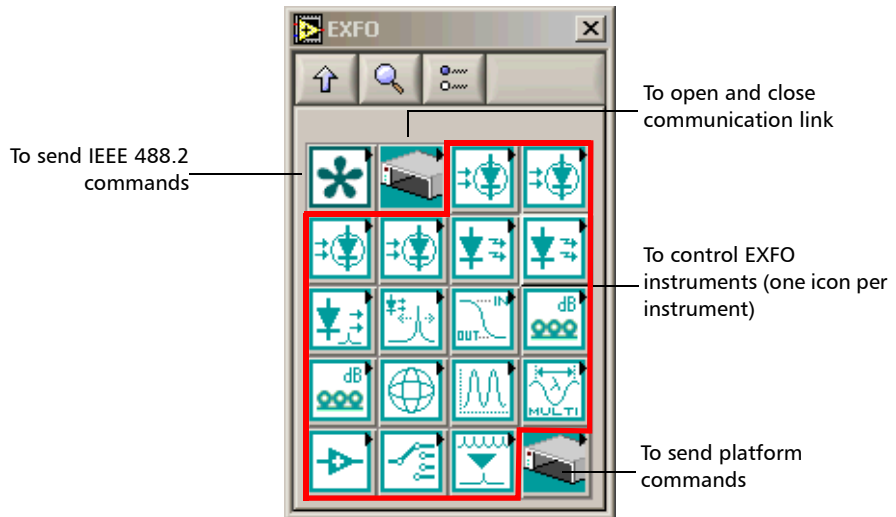 EXFO
To open and close
communication link
To send IEEE 488.2
commands
To control EXFO
instruments (one icon per
instrument)
IN
OUT
dB
dB
λ
MULTI
To send platform
commands